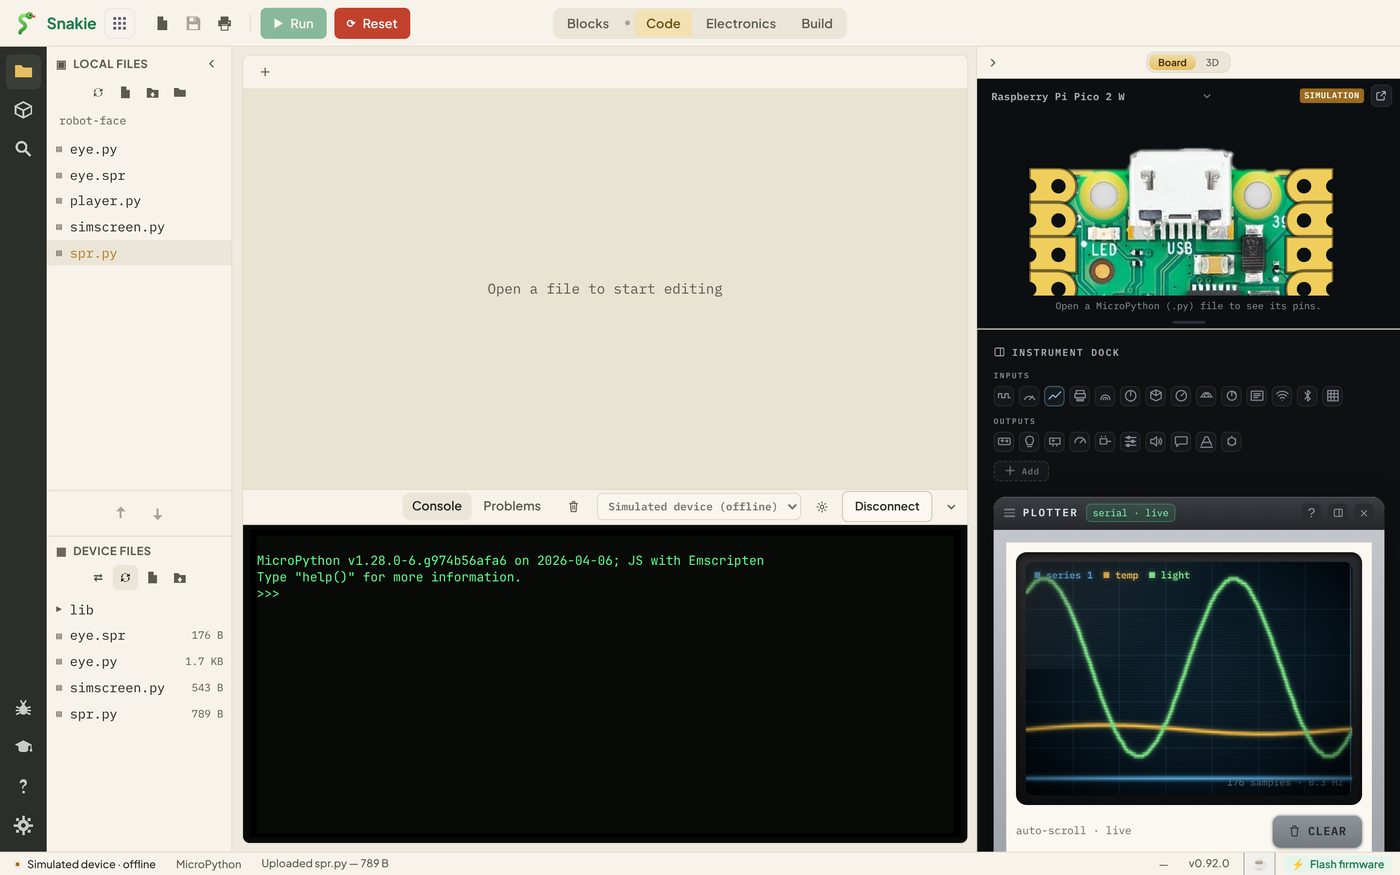 Snakie
Run
Reset
Blocks
Code
Electronics
Build
LOCAL FILES
robot-face
eye.py
eye.spr
player.py
simscreen.py
spr.py
DEVICE FILES
lib
eye.spr 176 B
eye.py 1.7 KB
simscreen.py 543 B
spr.py 789 B
Open a file to start editing
Console
Problems
Simulated device (offline)
Disconnect
MicroPython v1.28.0-6.g974b56afa6 on 2026-04-06; JS with Emscripten
Type "help()" for more information.
>>>
Board
3D
Raspberry Pi Pico 2 W
SIMULATION
2
39
LED
USB
Open a MicroPython (.py) file to see its pins.
INSTRUMENT DOCK
INPUTS
OUTPUTS
+ Add
PLOTTER
serial · live
?
series 1
temp
light
176 samples · 8.3 Hz
auto-scroll · live
CLEAR
Simulated device · offline
MicroPython
Uploaded spr.py — 789 B
—
v0.92.0
Flash firmware